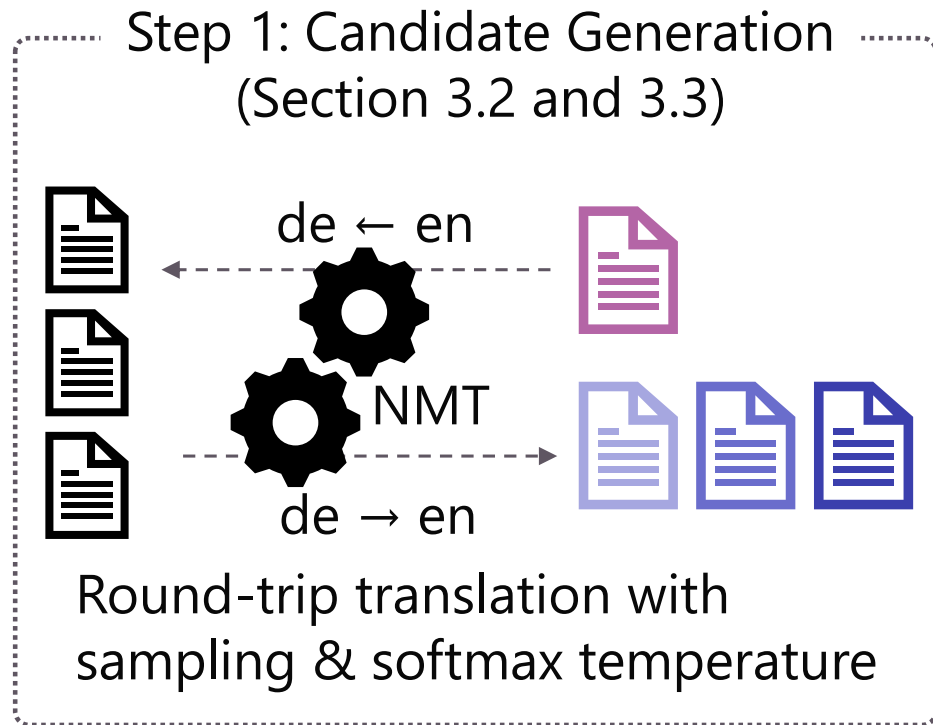 Step 1: Candidate Generation
(Section 3.2 and 3.3)
de ← en
NMT
de → en
Round-trip translation with
sampling & softmax temperature